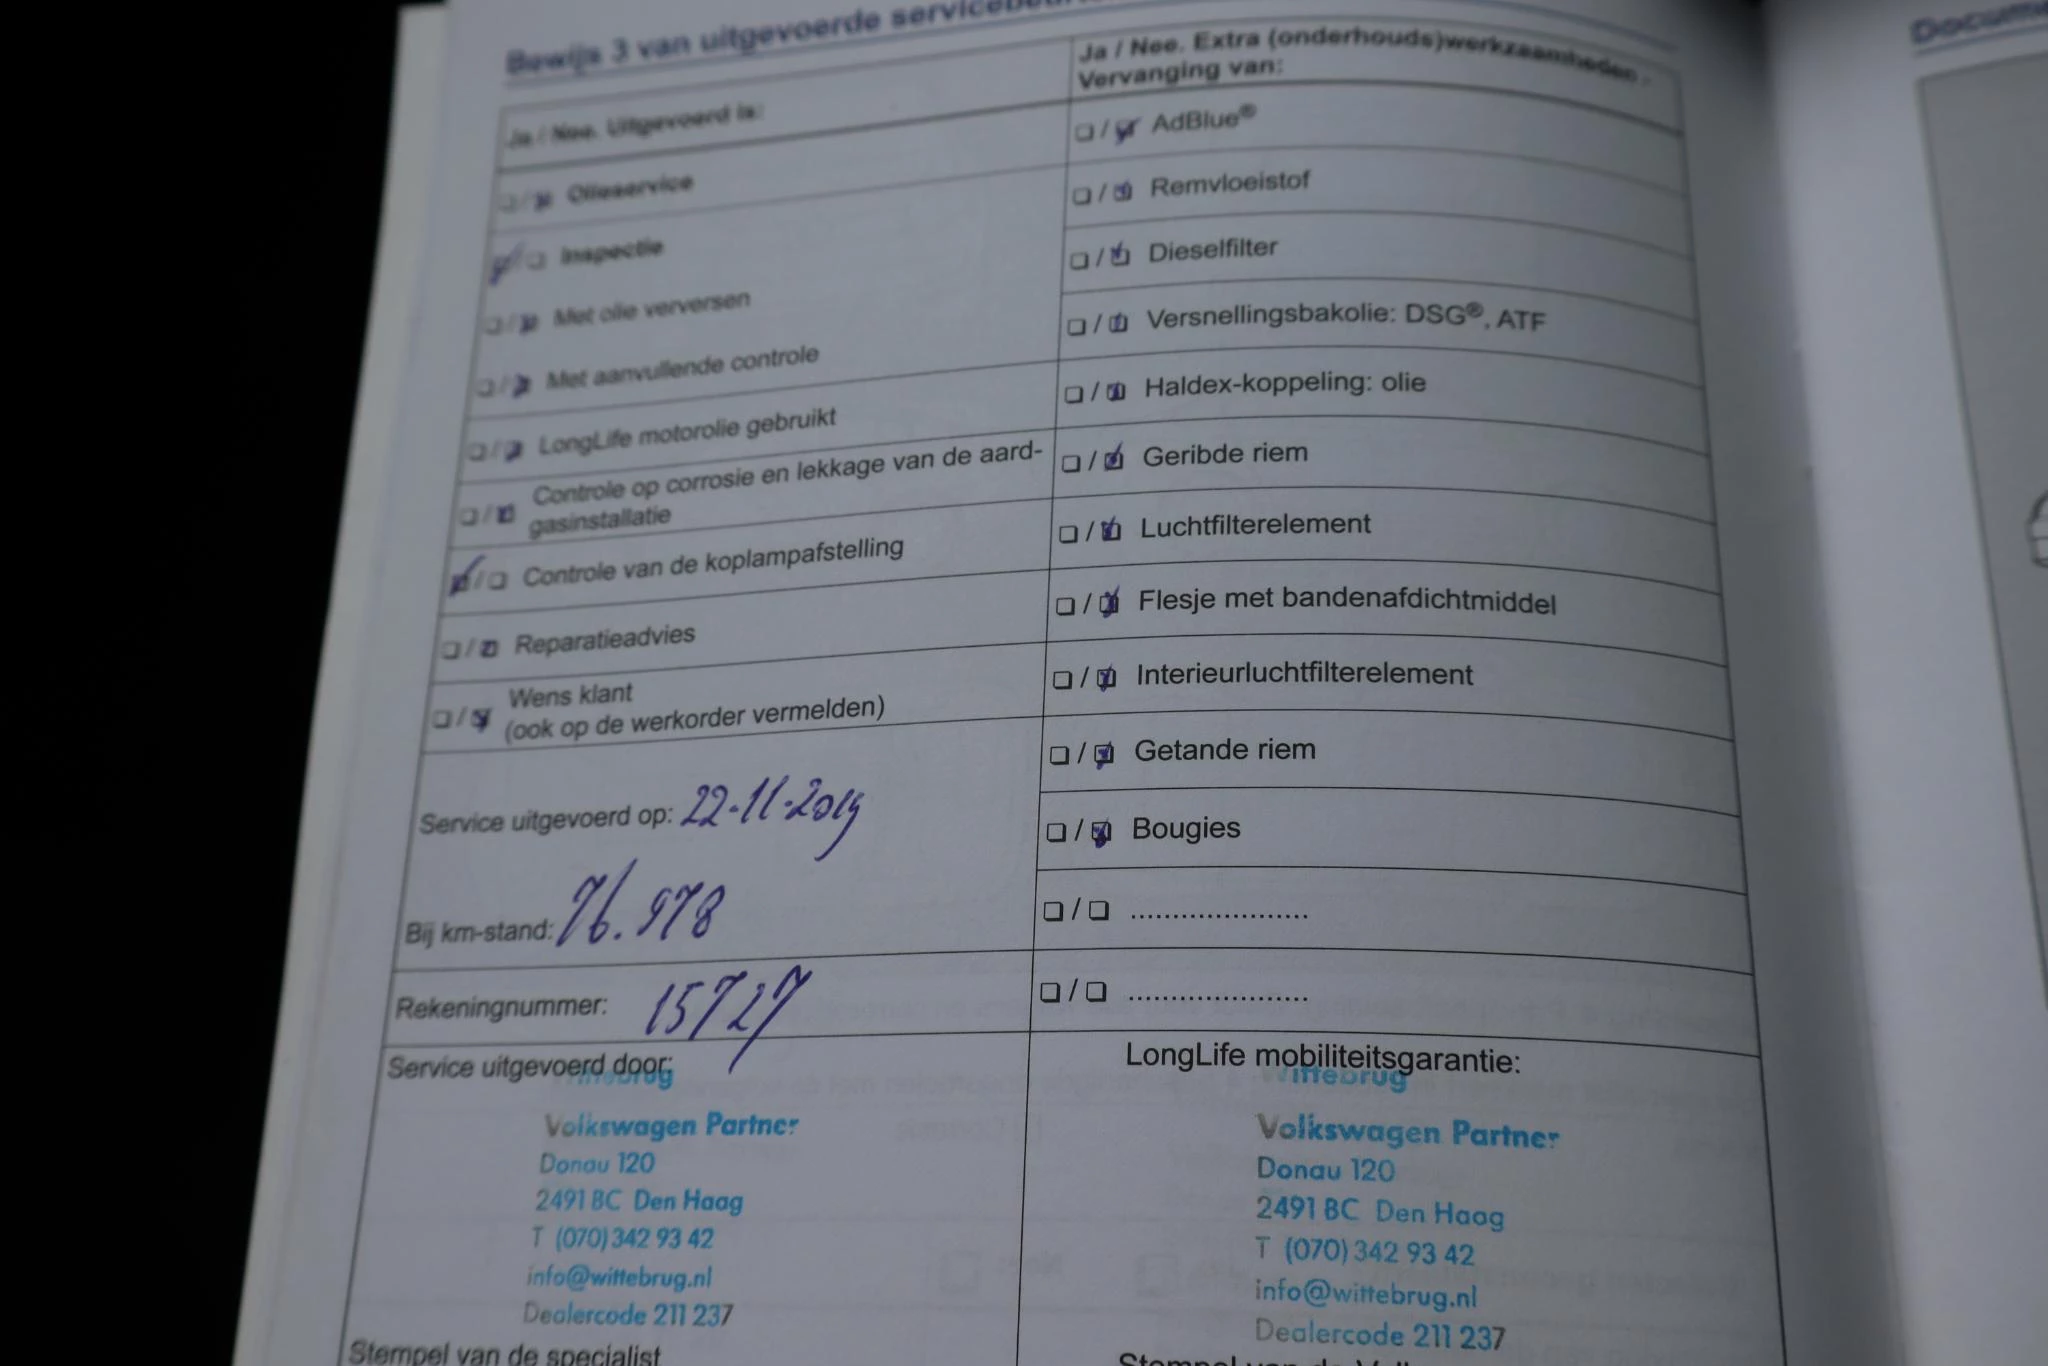 Bewijs 3 van uitgevoerde
Docume
Ja / Nee. Uitgevoerd is:
Olieservice
Inspectie
Met olie verversen
Met aanvullende controle
LongLife motorolie gebruikt
Controle op corrosie en lekkage van de aard-
gasinstallatie
Controle van de koplampafstelling
Reparatieadvies
Wens klant
(ook op de werkorder vermelden)
Service uitgevoerd op: 22-11-2019
Bij km-stand: 76.978
Rekeningnummer: 15727
Service uitgevoerd door:
Wittebrug
Volkswagen Partner
Donau 120
2491 BC Den Haag
T (070) 342 93 42
info@wittebrug.nl
Dealercode 211 237
Stempel van de specialist
Ja / Nee. Extra (onderhouds)werkzaamheden -
Vervanging van:
/ AdBlue®
/ Remvloeistof
/ Dieselfilter
/ Versnellingsbakolie: DSG®, ATF
/ Haldex-koppeling: olie
/ Geribde riem
/ Luchtfilterelement
/ Flesje met bandenafdichtmiddel
/ Interieurluchtfilterelement
/ Getande riem
/ Bougies
/ ......................
/ ......................
LongLife mobiliteitsgarantie:
Wittebrug
Volkswagen Partner
Donau 120
2491 BC Den Haag
T (070) 342 93 42
info@wittebrug.nl
Dealercode 211 237